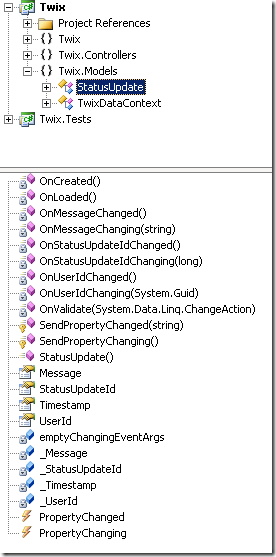 Twix
Project References
Twix
Twix.Controllers
Twix.Models
StatusUpdate
TwixDataContext
Twix.Tests
OnCreated()
OnLoaded()
OnMessageChanged()
OnMessageChanging(string)
OnStatusUpdateIdChanged()
OnStatusUpdateIdChanging(long)
OnUserIdChanged()
OnUserIdChanging(System.Guid)
OnValidate(System.Data.Linq.ChangeAction)
SendPropertyChanged(string)
SendPropertyChanging()
StatusUpdate()
Message
StatusUpdateId
Timestamp
UserId
emptyChangingEventArgs
_Message
_StatusUpdateId
_Timestamp
_UserId
PropertyChanged
PropertyChanging